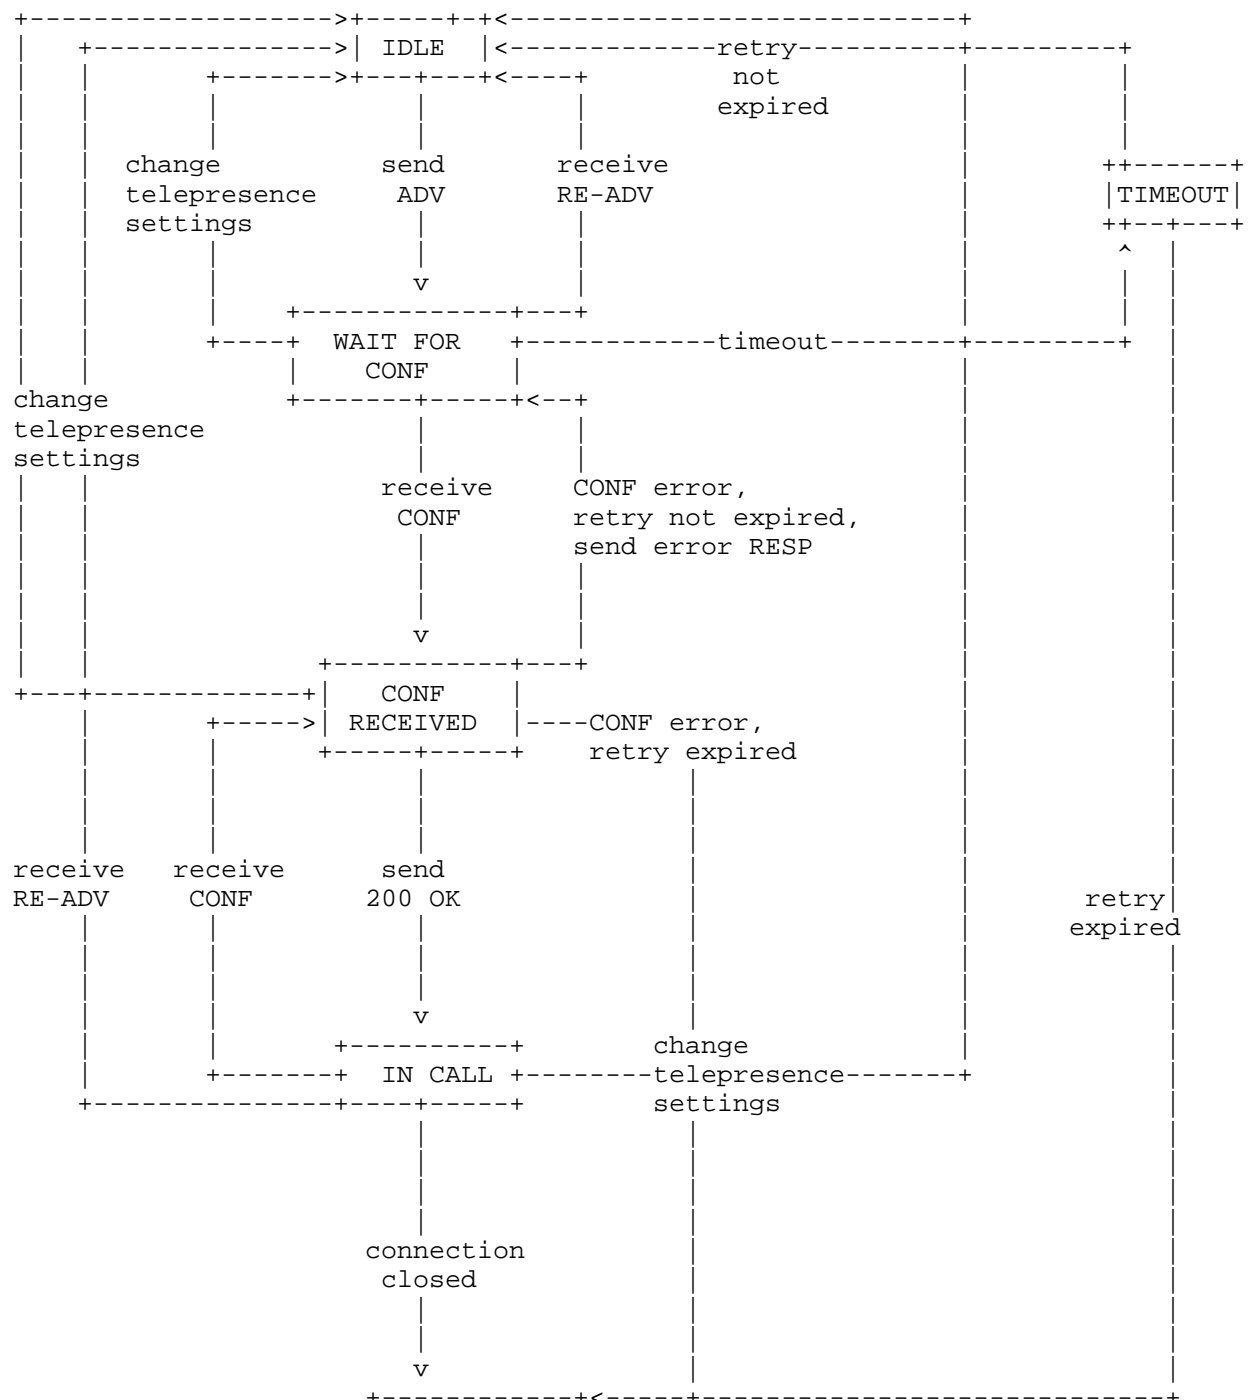 IDLE
retry
not
expired
change
telepresence
settings
send
ADV
receive
RE-ADV
TIMEOUT
WAIT FOR
CONF
timeout
change
telepresence
settings
receive
CONF
CONF error,
retry not expired,
send error RESP
CONF
RECEIVED
CONF error,
retry expired
receive
RE-ADV
receive
CONF
send
200 OK
retry
expired
IN CALL
change
telepresence
settings
connection
closed